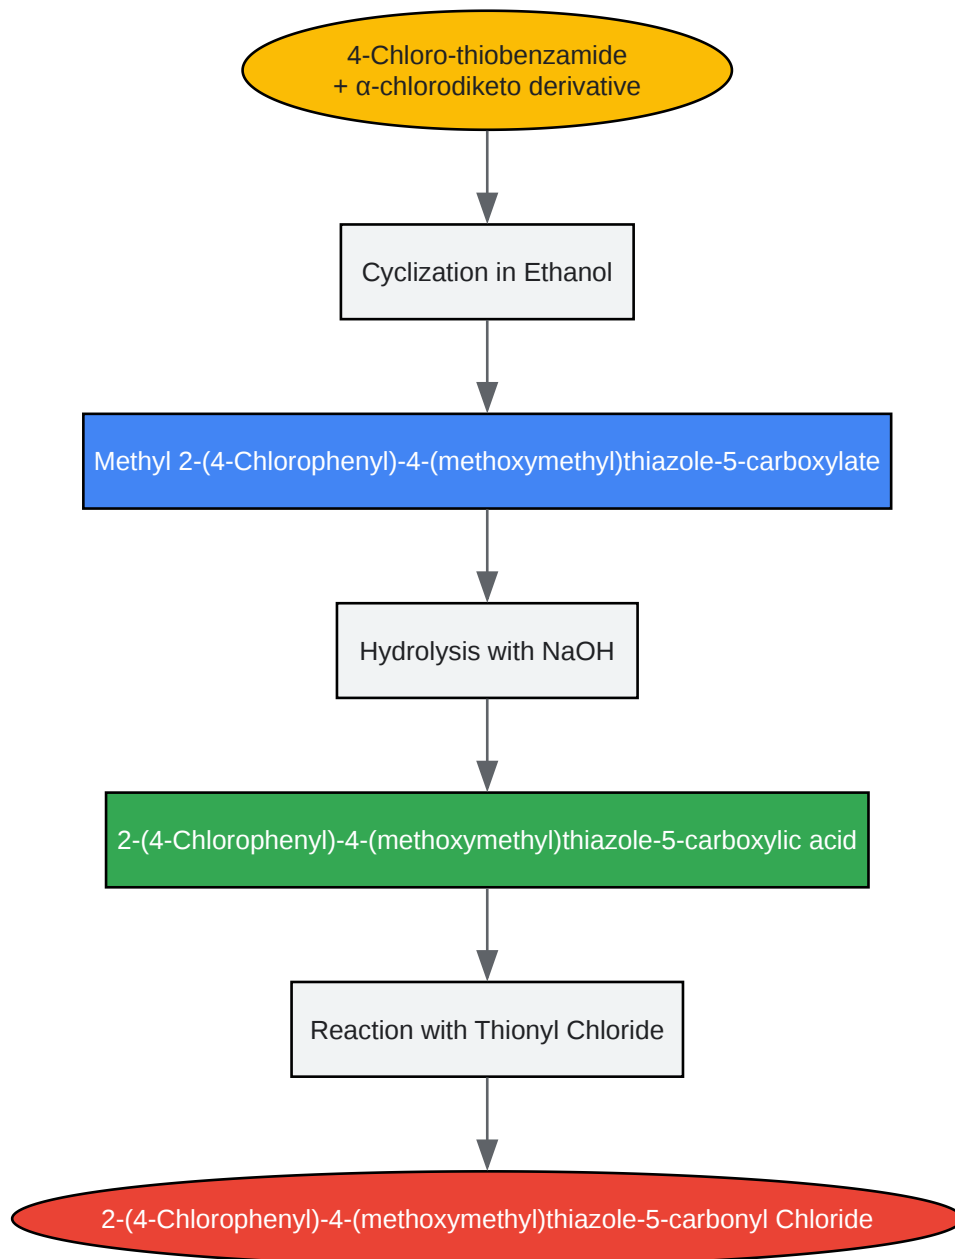 4-Chloro-thiobenzamide
+ α-chlorodiketo derivative
Cyclization in Ethanol
Methyl 2-(4-Chlorophenyl)-4-(methoxymethyl)thiazole-5-carboxylate
Hydrolysis with NaOH
2-(4-Chlorophenyl)-4-(methoxymethyl)thiazole-5-carboxylic acid
Reaction with Thionyl Chloride
2-(4-Chlorophenyl)-4-(methoxymethyl)thiazole-5-carbonyl Chloride